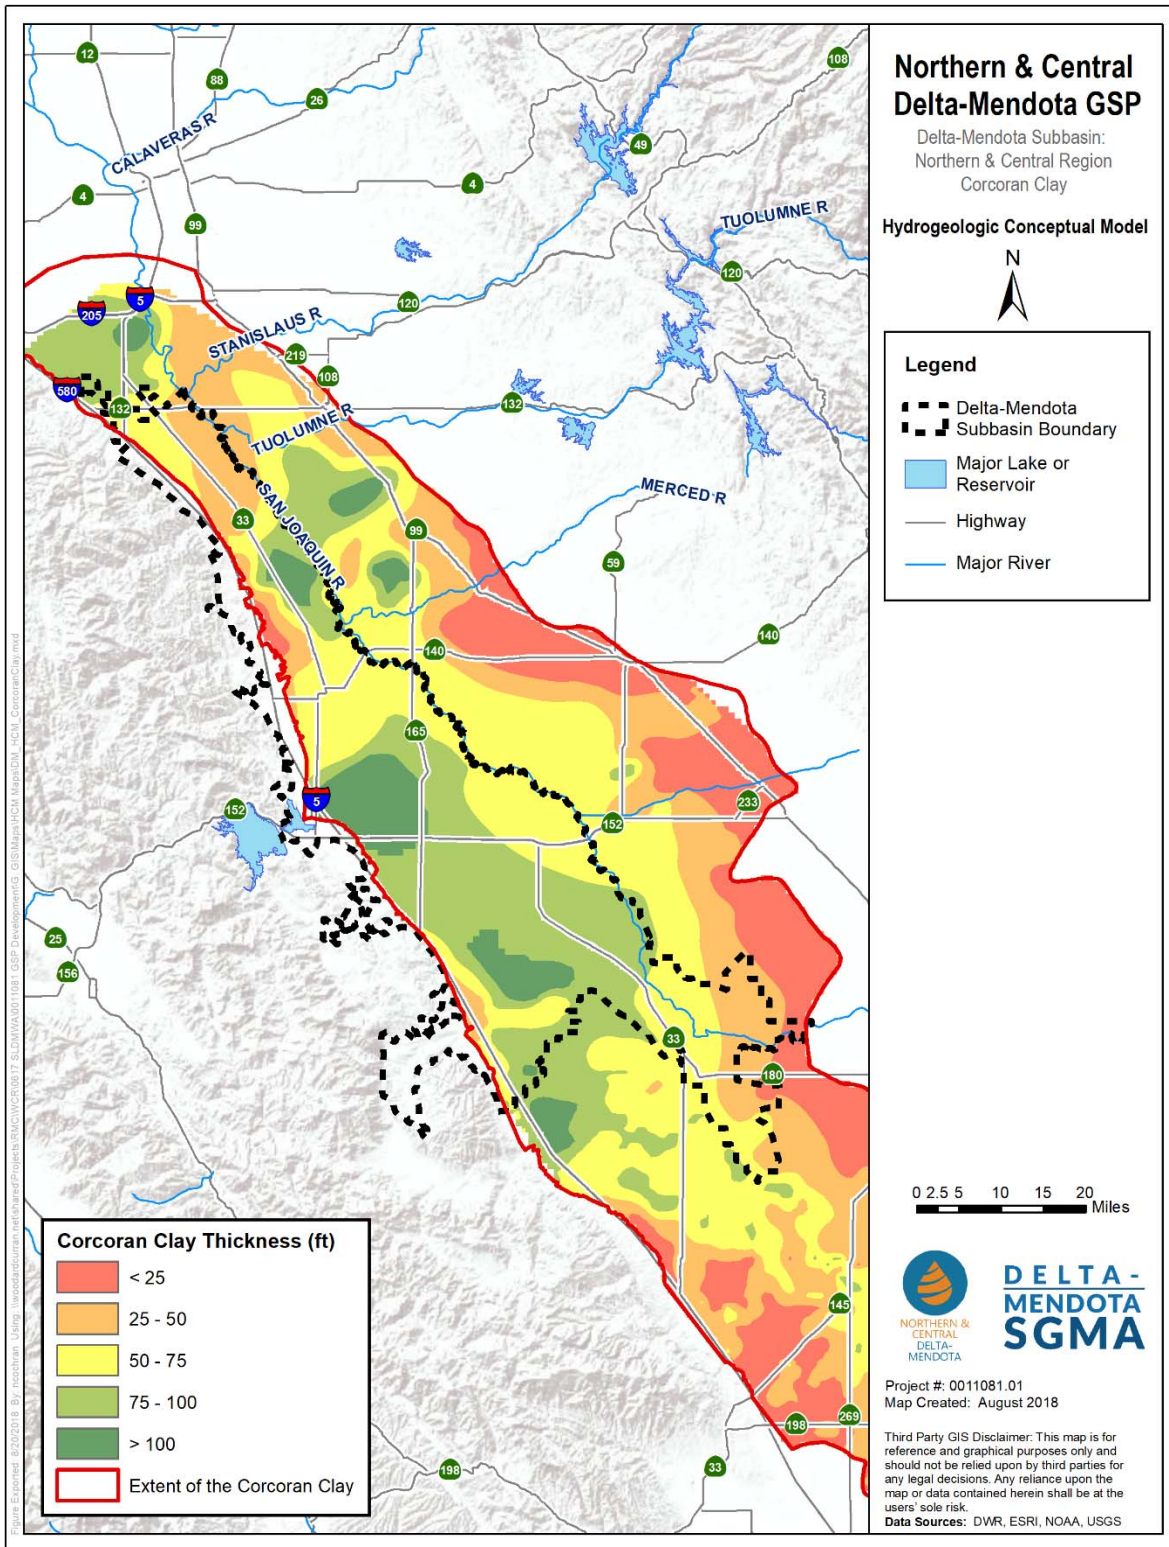 Northern & Central
Delta-Mendota GSP
Delta-Mendota Subbasin:
Northern & Central Region
Corcoran Clay
Hydrogeologic Conceptual Model
N
Legend
Delta-Mendota
Subbasin Boundary
Major Lake or
Reservoir
Highway
Major River
0 2.5 5 10 15 20
Miles
NORTHERN &
CENTRAL
DELTA-
MENDOTA
DELTA-
MENDOTA
SGMA
Project #: 0011081.01
Map Created: August 2018
Third Party GIS Disclaimer: This map is for
reference and graphical purposes only and
should not be relied upon by third parties for
any legal decisions. Any reliance upon the
map or data contained herein shall be at the
users' sole risk.
Data Sources: DWR, ESRI, NOAA, USGS
12
88
108
26
CALAVERAS R
49
4
4
99
TUOLUMNE R
120
5
205
120
STANISLAUS R
219
108
580
132
132
TUOLUMNE R
MERCED R
SAN JOAQUIN R
33
99
59
140
140
165
5
152
233
152
25
156
33
180
145
269
198
198
33
Corcoran Clay Thickness (ft)
< 25
25 - 50
50 - 75
75 - 100
> 100
Extent of the Corcoran Clay